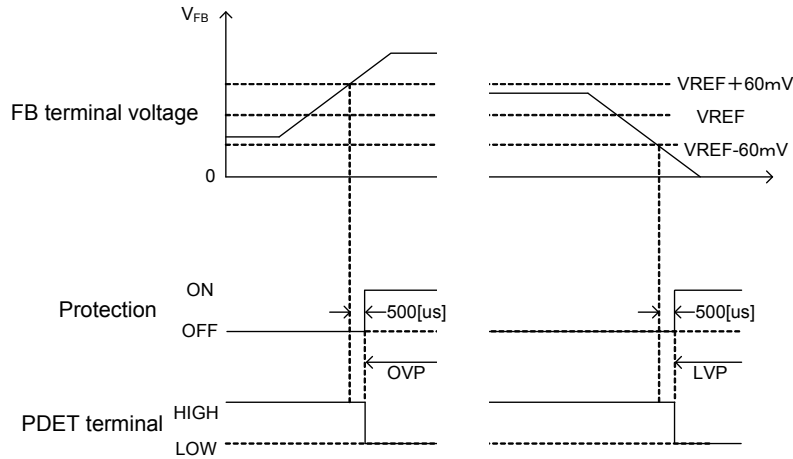 VFB
VREF+60mV
FB terminal voltage
VREF
VREF-60mV
0
ON
Protection
500[us]
500[us]
OFF
OVP
LVP
HIGH
PDET terminal
LOW